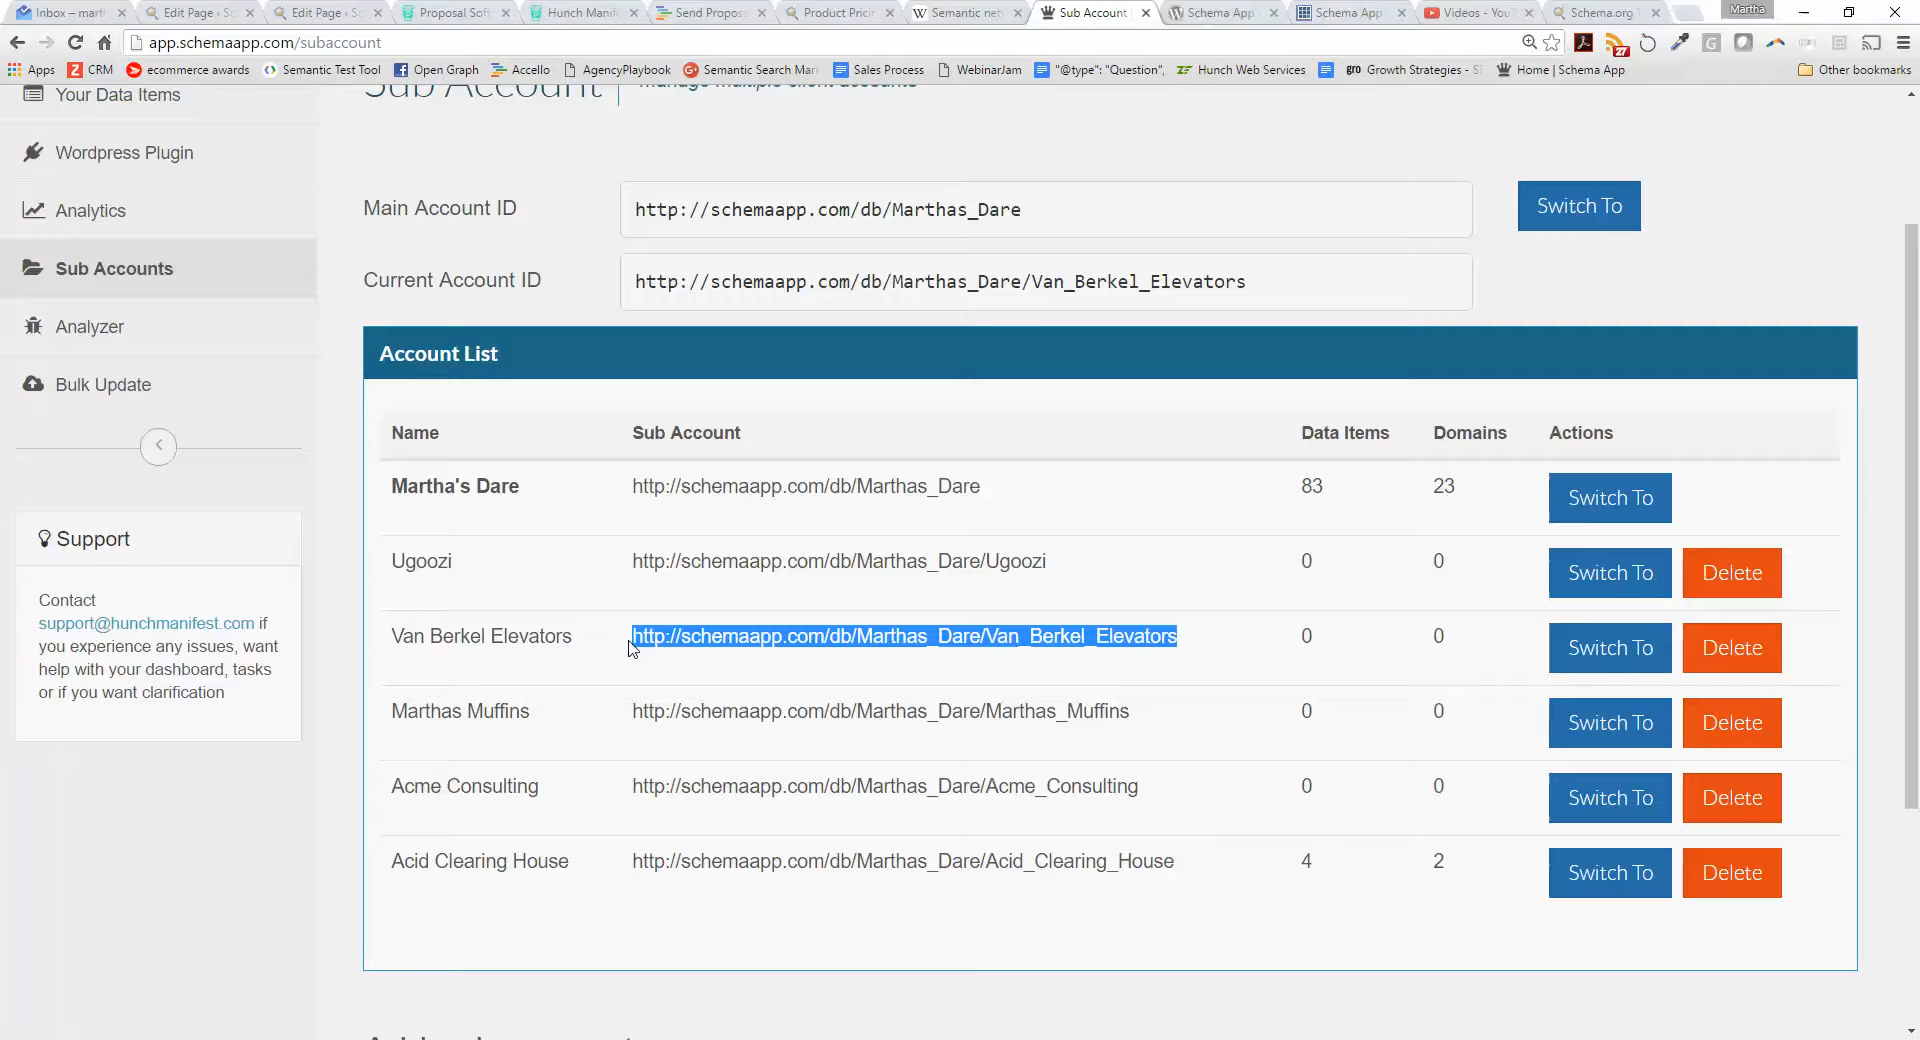 Inbox – mart
Edit Page ‹ Sc
Edit Page ‹ Sc
Proposal Soft
Hunch Manife
Send Propos
Product Prici
Semantic net
Sub Account
Schema App
Schema App
Videos - YouT
Schema.org T
Martha
app.schemaapp.com/subaccount
27
Apps
CRM
ecommerce awards
Semantic Test Tool
Open Graph
Accello
AgencyPlaybook
Semantic Search Mar
Sales Process
WebinarJam
"@type": "Question",
Hunch Web Services
gro Growth Strategies - S
Home | Schema App
Other bookmarks
Your Data Items
Wordpress Plugin
Analytics
Sub Accounts
Analyzer
Bulk Update
Support
Contact
support@hunchmanifest.com if
you experience any issues, want
help with your dashboard, tasks
or if you want clarification
Sub Account
manage multiple client accounts
Main Account ID
http://schemaapp.com/db/Marthas_Dare
Switch To
Current Account ID
http://schemaapp.com/db/Marthas_Dare/Van_Berkel_Elevators
Account List
Name Sub Account Data Items Domains Actions
Martha's Dare http://schemaapp.com/db/Marthas_Dare 83 23 Switch To
Ugoozi http://schemaapp.com/db/Marthas_Dare/Ugoozi 0 0 Switch To Delete
Van Berkel Elevators http://schemaapp.com/db/Marthas_Dare/Van_Berkel_Elevators 0 0 Switch To Delete
Marthas Muffins http://schemaapp.com/db/Marthas_Dare/Marthas_Muffins 0 0 Switch To Delete
Acme Consulting http://schemaapp.com/db/Marthas_Dare/Acme_Consulting 0 0 Switch To Delete
Acid Clearing House http://schemaapp.com/db/Marthas_Dare/Acid_Clearing_House 4 2 Switch To Delete